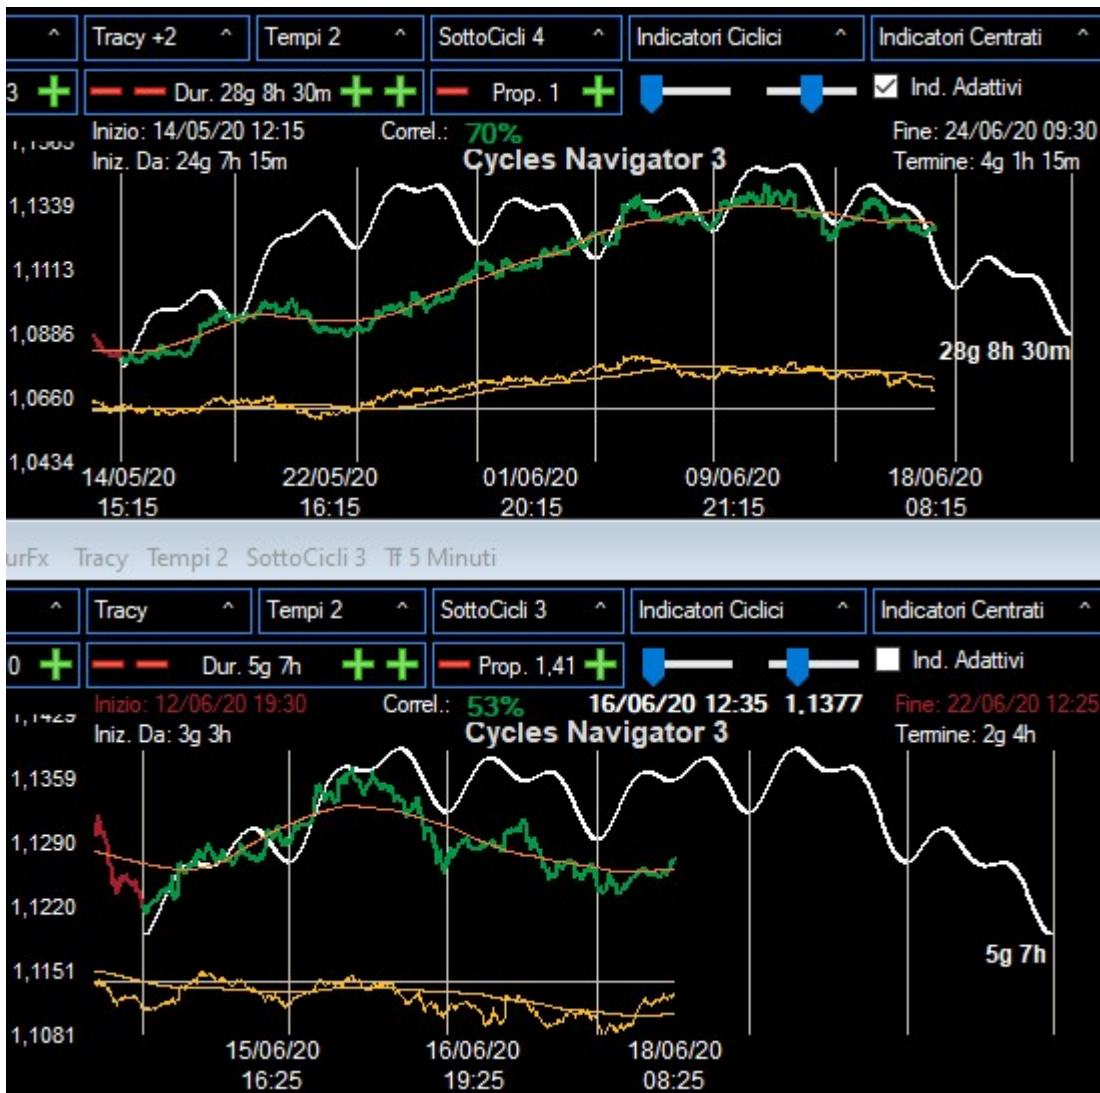 Tracy +2 ^ Tempi 2 ^ SottoCicli 4 ^ Indicatori Ciclici ^ Indicatori Centrati ^
3 Dur. 28g 8h 30m Prop. 1 Ind. Adattivi
Inizio: 14/05/20 12:15 Correl.: 70% Fine: 24/06/20 09:30
Iniz. Da: 24g 7h 15m Cycles Navigator 3 Termine: 4g 1h 15m
1,1339
1,1113
1,0886
28g 8h 30m
1,0660
1,0434
14/05/20 22/05/20 01/06/20 09/06/20 18/06/20
15:15 16:15 20:15 21:15 08:15
urFx Tracy Tempi 2 SottoCicli 3 Tf 5 Minuti
^ Tracy ^ Tempi 2 ^ SottoCicli 3 ^ Indicatori Ciclici ^ Indicatori Centrati ^
0 Dur. 5g 7h Prop. 1,41 Ind. Adattivi
Inizio: 12/06/20 19:30 Correl.: 53% 16/06/20 12:35 1,1377 Fine: 22/06/20 12:25
1,1429
Iniz. Da: 3g 3h Cycles Navigator 3 Termine: 2g 4h
1,1359
1,1290
1,1220
5g 7h
1,1151
1,1081
15/06/20 16/06/20 18/06/20
16:25 19:25 08:25